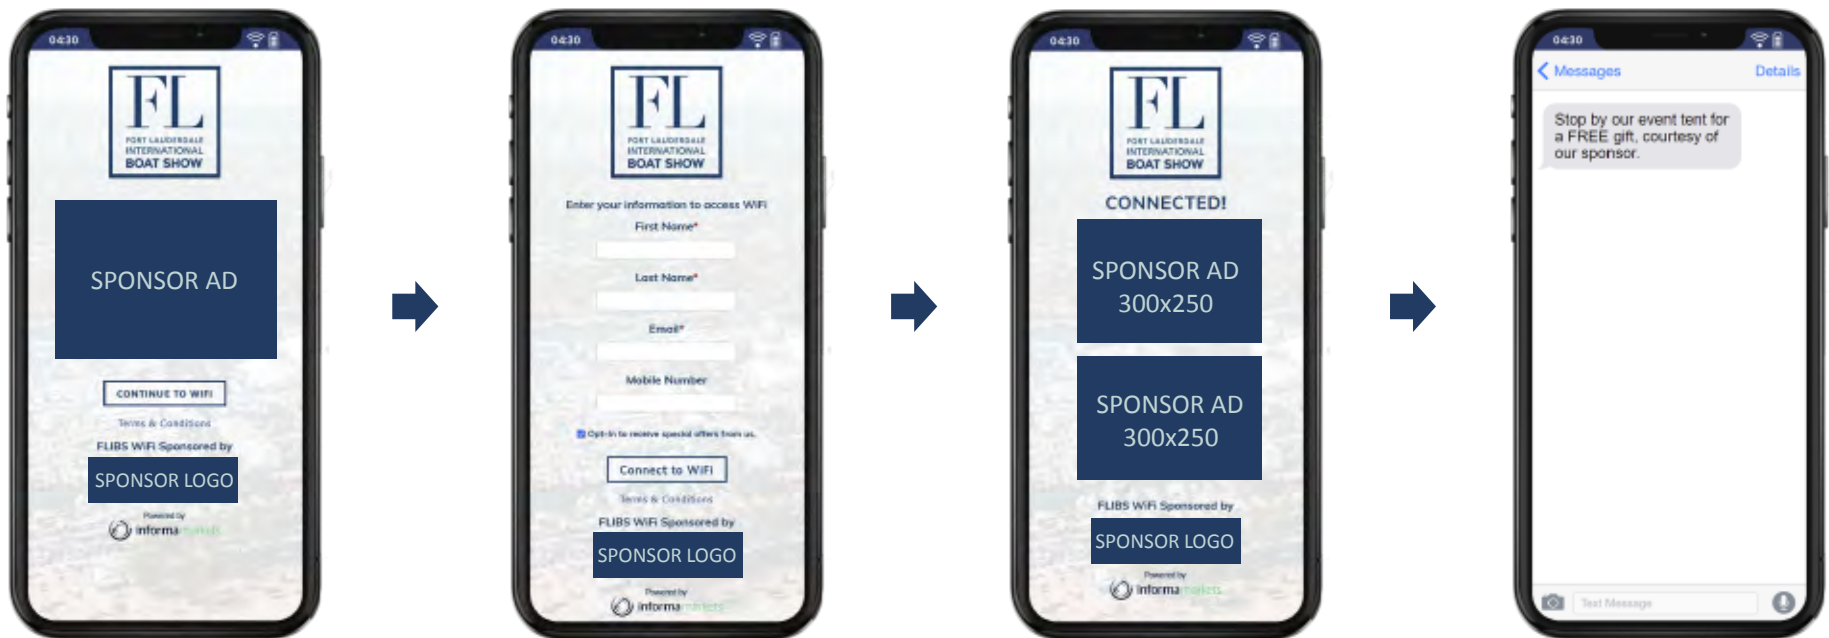 04:30
FL
FORT LAUDERDALE
INTERNATIONAL
BOAT SHOW
SPONSOR AD
CONTINUE TO WIFI
Terms & Conditions
FLIBS WiFi Sponsored by
SPONSOR LOGO
Powered by
informa markets
04:30
FL
FORT LAUDERDALE
INTERNATIONAL
BOAT SHOW
Enter your information to access WiFi
First Name*
Last Name*
Email*
Mobile Number
Opt-in to receive special offers from us.
Connect to WiFi
Terms & Conditions
FLIBS WiFi Sponsored by
SPONSOR LOGO
Powered by
informa markets
04:30
FL
FORT LAUDERDALE
INTERNATIONAL
BOAT SHOW
CONNECTED!
SPONSOR AD
300x250
SPONSOR AD
300x250
FLIBS WiFi Sponsored by
SPONSOR LOGO
Powered by
informa markets
04:30
Messages Details
Stop by our event tent for
a FREE gift, courtesy of
our sponsor.
Text Message